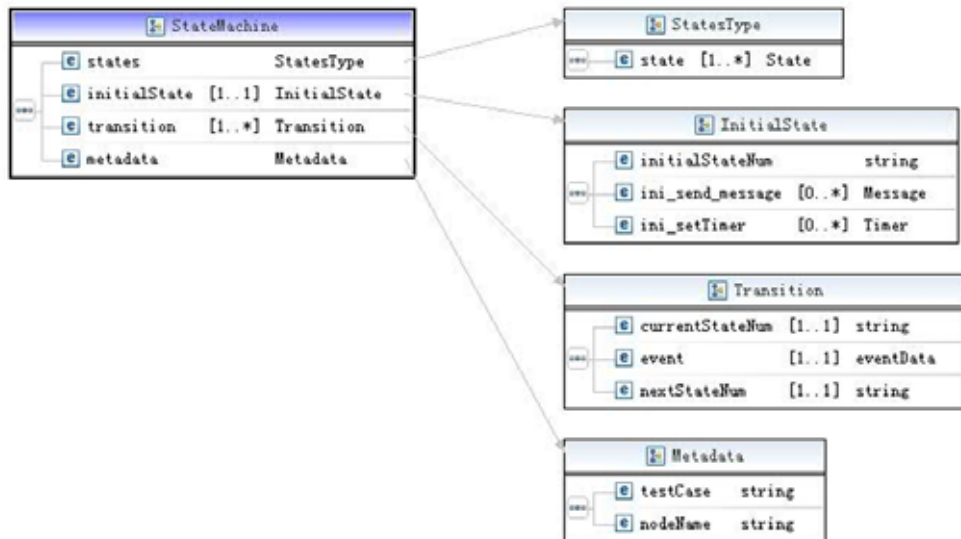 StateMachine
e states StatesType
e initialState [1..1] InitialState
e transition [1..*] Transition
e metadata Metadata
StatesType
e state [1..*] State
InitialState
e initialStateNum string
e ini_send_message [0..*] Message
e ini_setTimer [0..*] Timer
Transition
e currentStateNum [1..1] string
e event [1..1] eventData
e nextStateNum [1..1] string
Metadata
e testCase string
e nodeName string